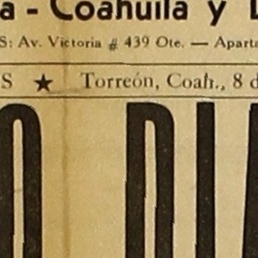 a - Coahuila y
S: Av. Victoria # 439 Ote. — Aparta
S ★ Torreón, Coah., 8 d
O DIA